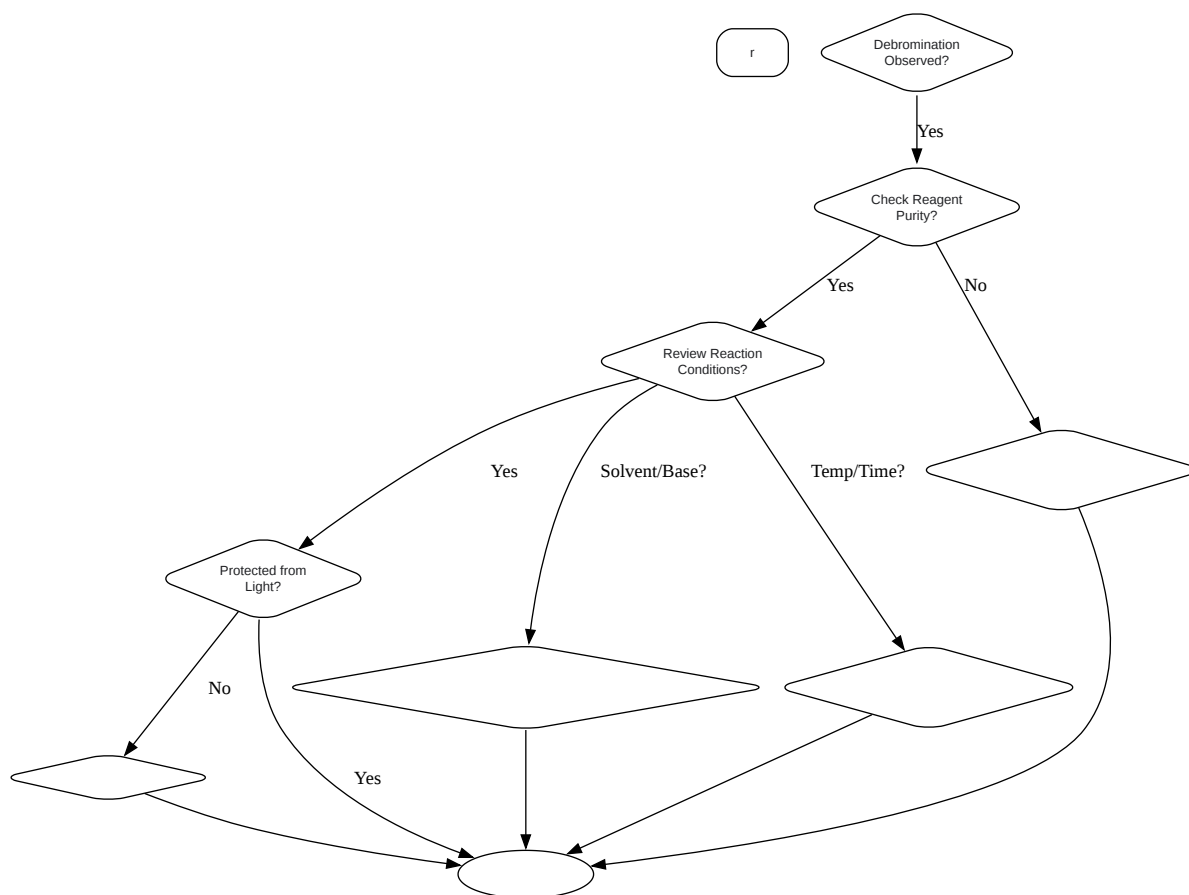 r
Debromination
Observed?
Yes
Check Reagent
Purity?
Yes
No
Review Reaction
Conditions?
Yes
Solvent/Base?
Temp/Time?
Protected from
Light?
No
Yes